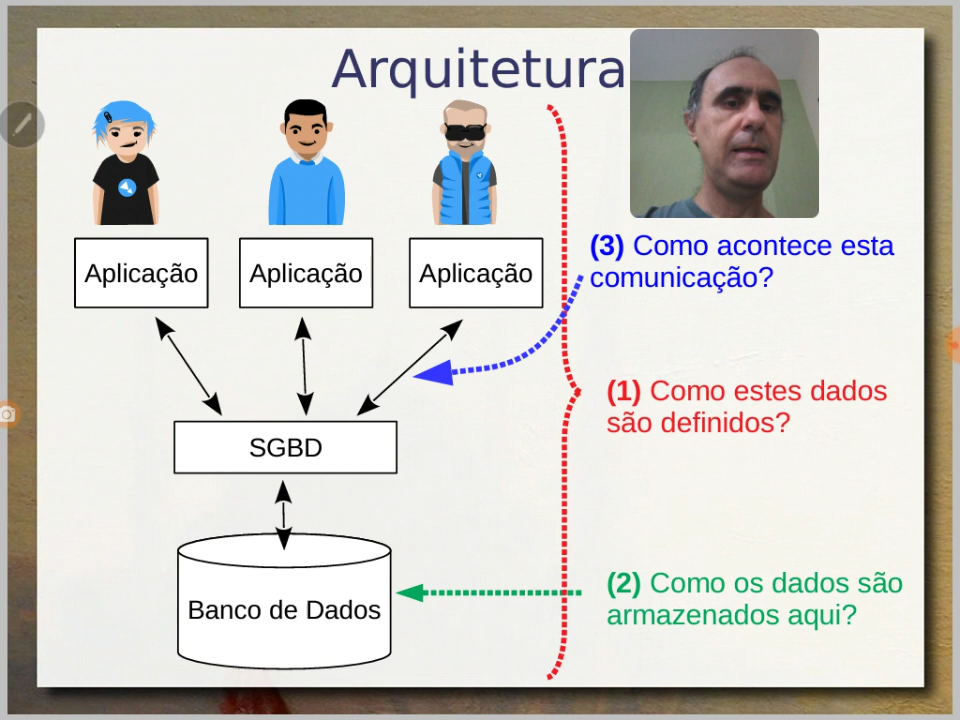 Arquitetura
Aplicação
Aplicação
Aplicação
(3) Como acontece esta
comunicação?
(1) Como estes dados
são definidos?
SGBD
(2) Como os dados são
armazenados aqui?
Banco de Dados